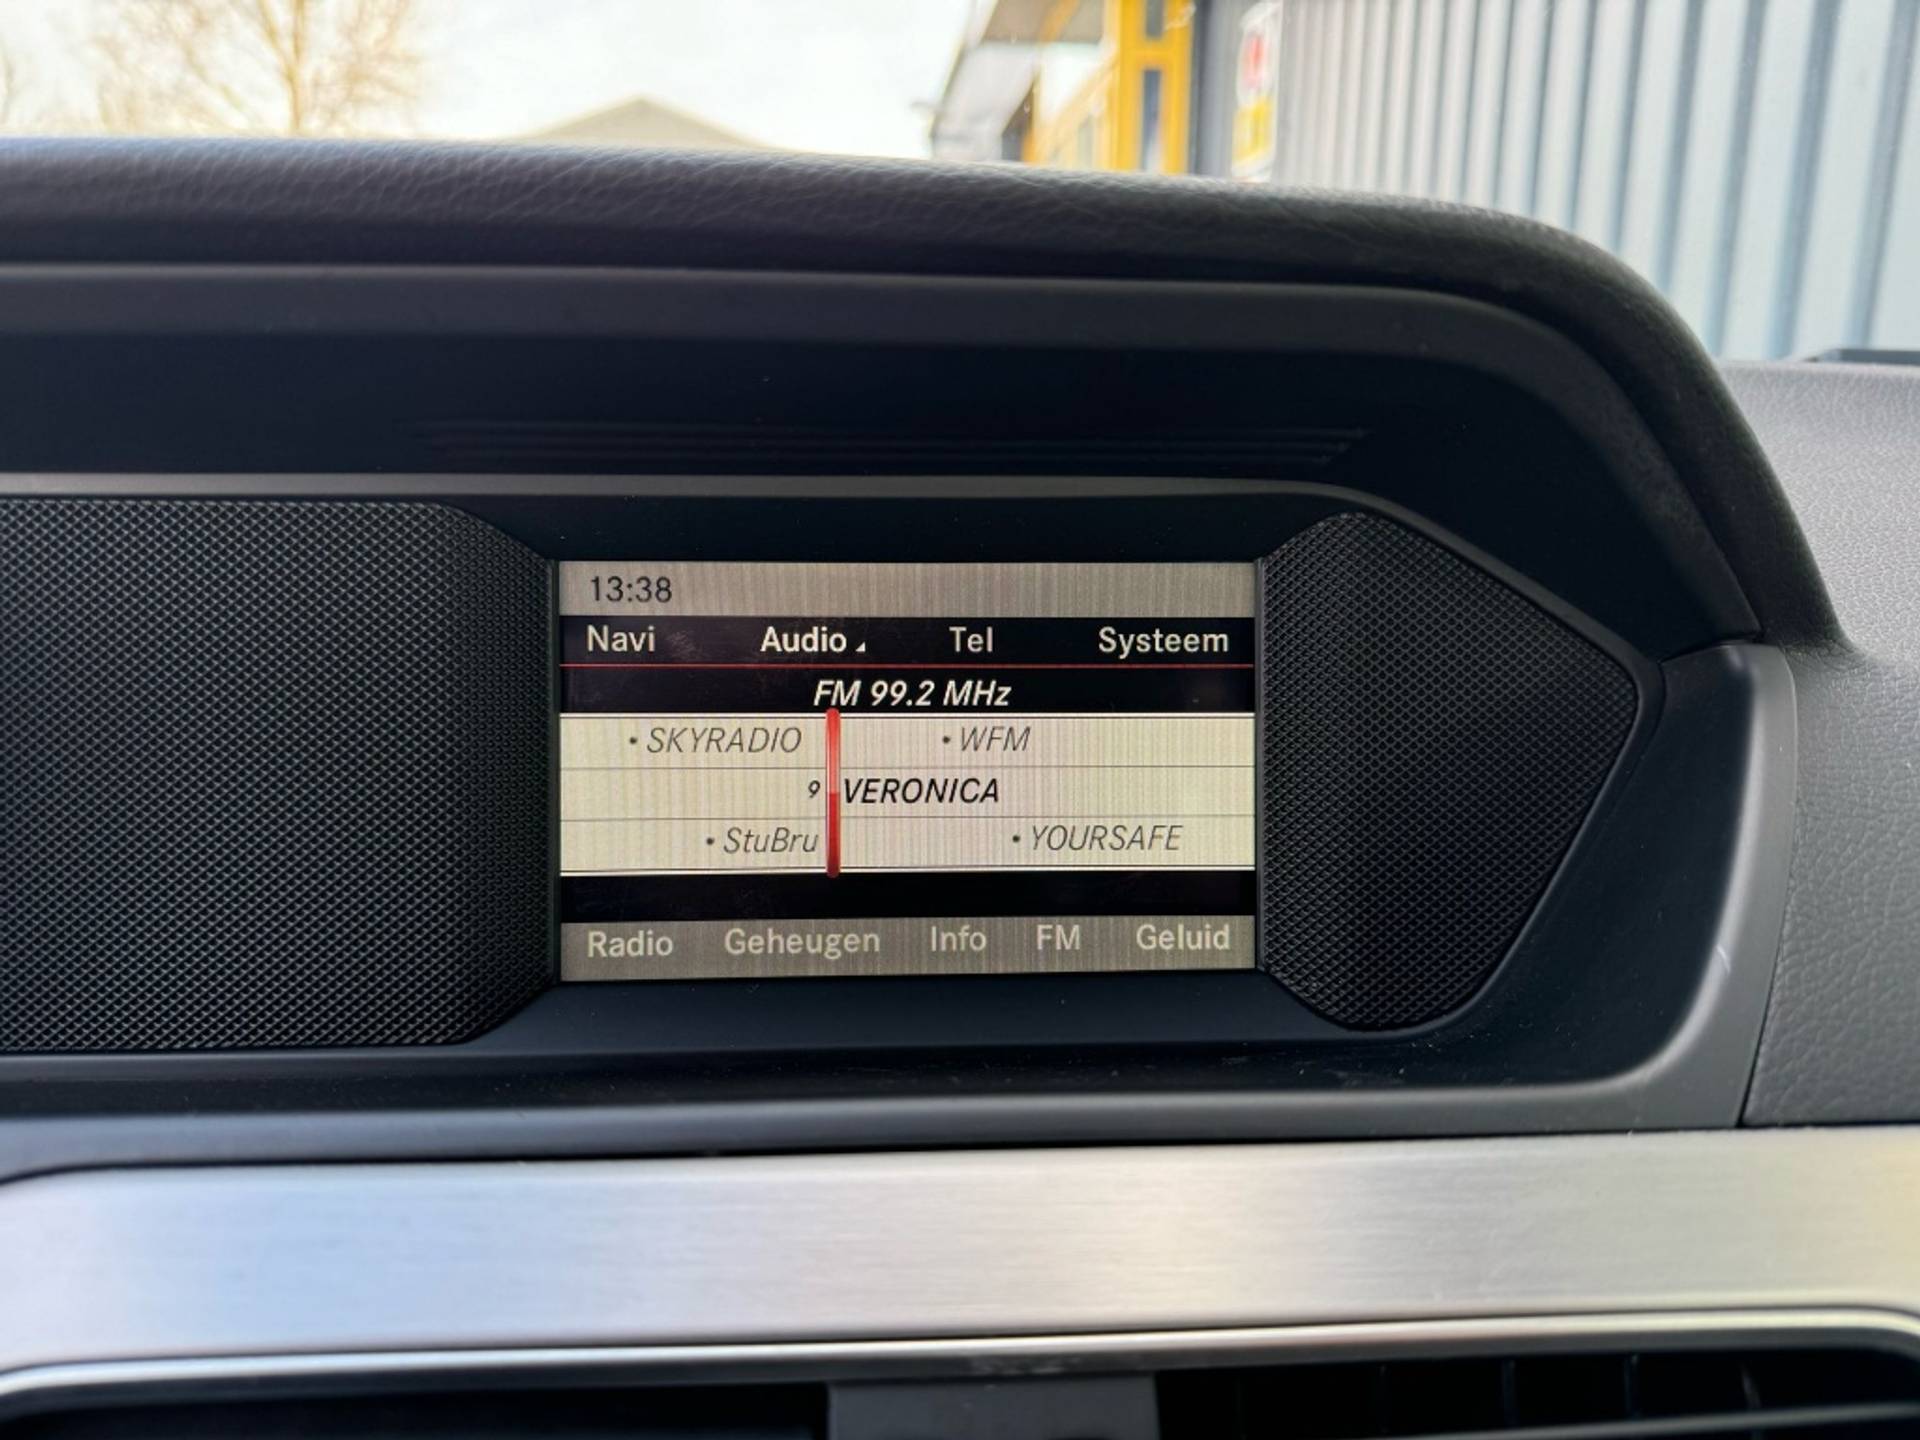 13:38
Navi Audio Tel Systeem
FM 99.2 MHz
• SKYRADIO • WFM
9 VERONICA
• StuBru • YOURSAFE
Radio Geheugen Info FM Geluid